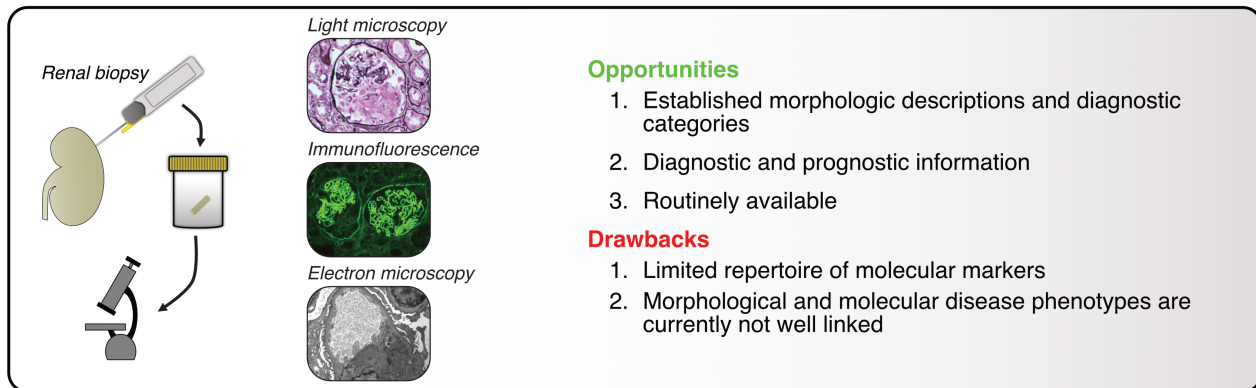 Light microscopy
Renal biopsy
Immunofluorescence
Electron microscopy
Opportunities
1. Established morphologic descriptions and diagnostic
categories
2. Diagnostic and prognostic information
3. Routinely available
Drawbacks
1. Limited repertoire of molecular markers
2. Morphological and molecular disease phenotypes are
currently not well linked